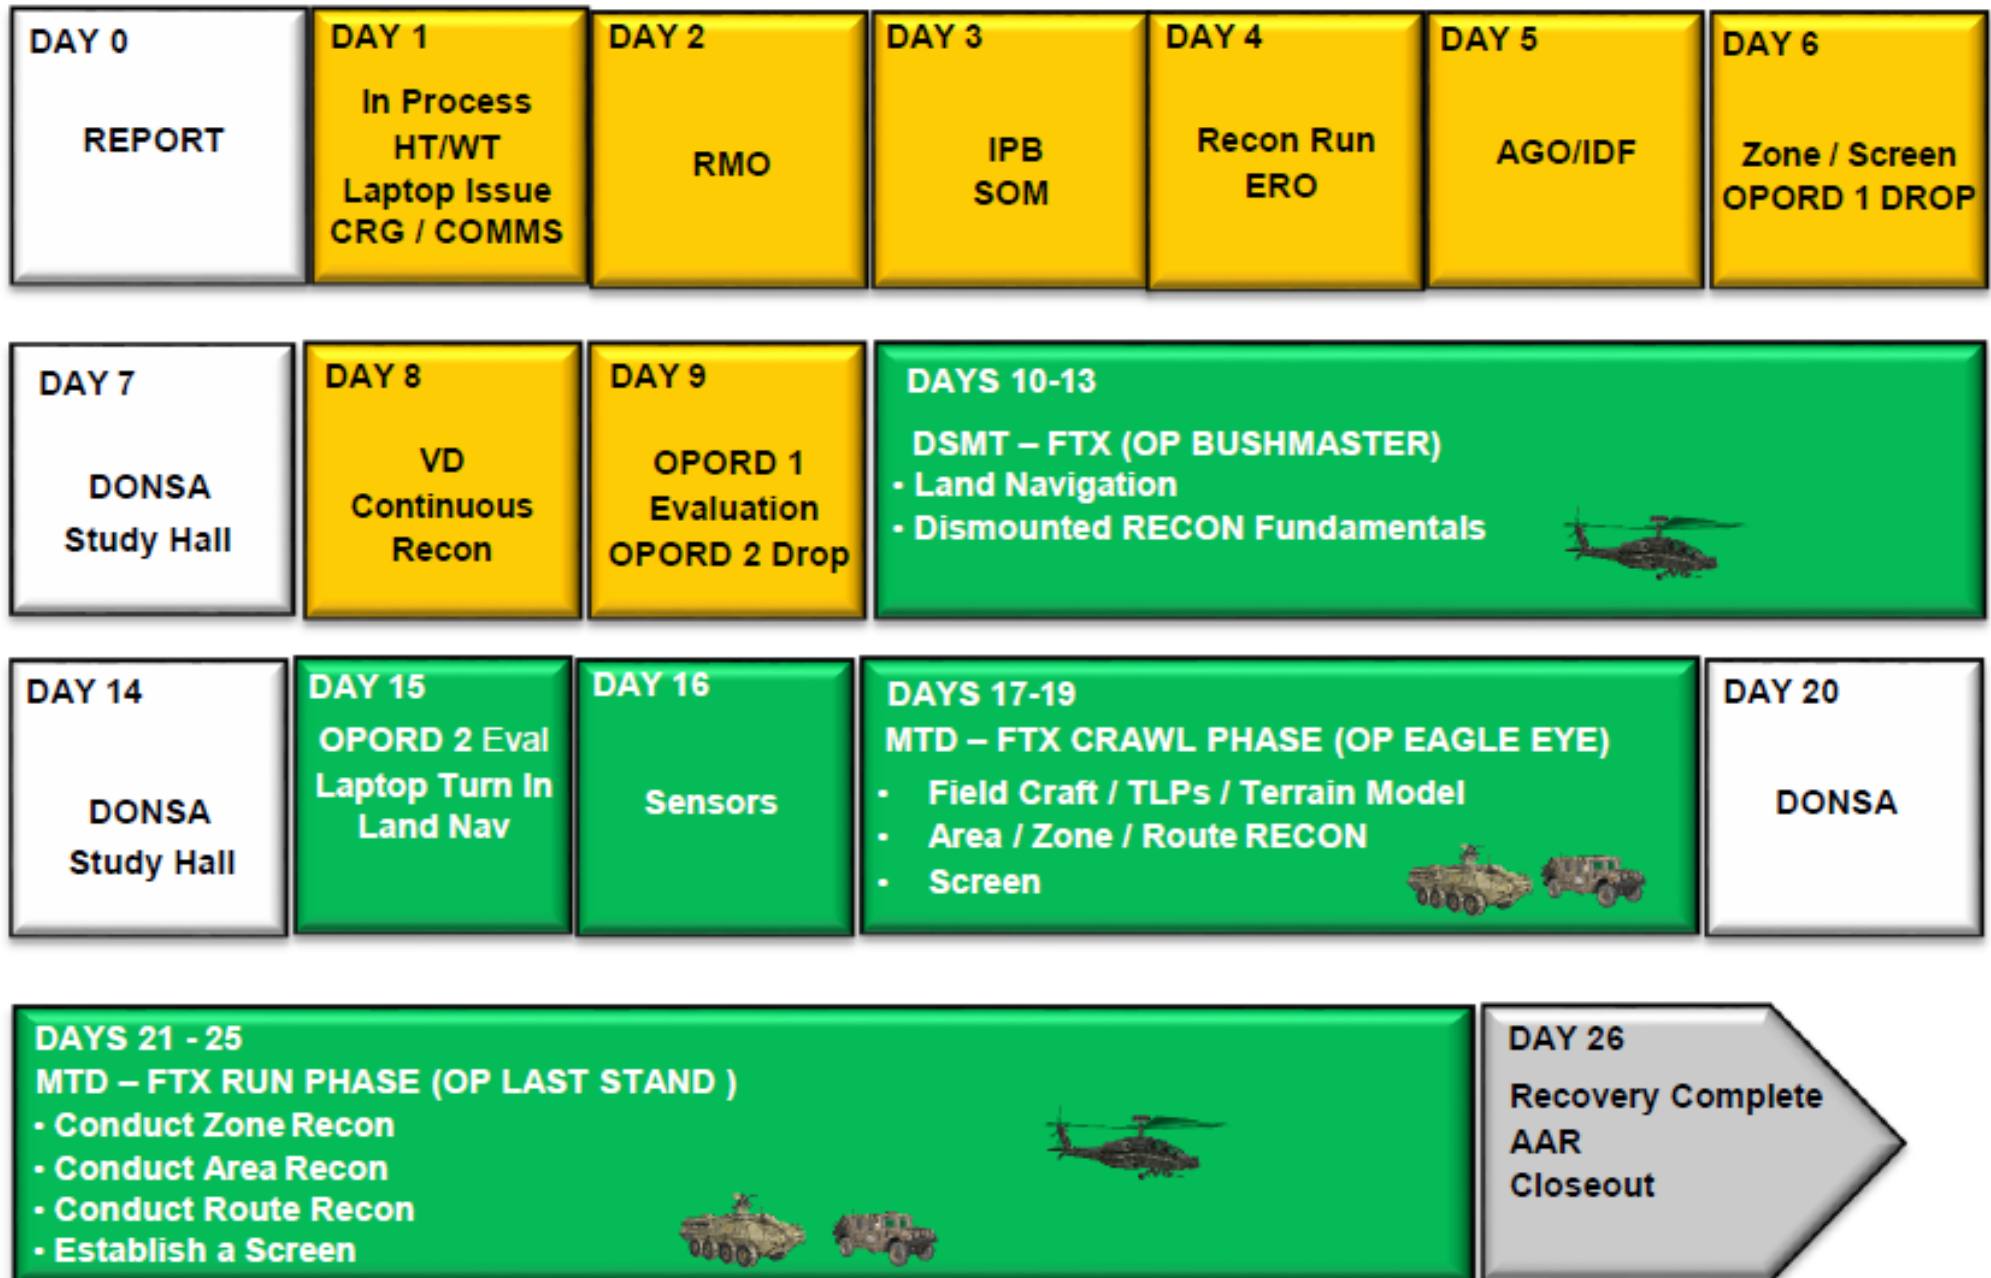 DAY 0
REPORT
DAY 1
In Process
HT/WT
Laptop Issue
CRG / COMMS
DAY 2
RMO
DAY 3
IPB
SOM
DAY 4
Recon Run
ERO
DAY 5
AGO/IDF
DAY 6
Zone / Screen
OPORD 1 DROP
DAY 7
DONSA
Study Hall
DAY 8
VD
Continuous
Recon
DAY 9
OPORD 1
Evaluation
OPORD 2 Drop
DAYS 10-13
DSMT – FTX (OP BUSHMASTER)
• Land Navigation
• Dismounted RECON Fundamentals
DAY 14
DONSA
Study Hall
DAY 15
OPORD 2 Eval
Laptop Turn In
Land Nav
DAY 16
Sensors
DAYS 17-19
MTD – FTX CRAWL PHASE (OP EAGLE EYE)
• Field Craft / TLPs / Terrain Model
• Area / Zone / Route RECON
• Screen
DAY 20
DONSA
DAYS 21 - 25
MTD – FTX RUN PHASE (OP LAST STAND )
• Conduct Zone Recon
• Conduct Area Recon
• Conduct Route Recon
• Establish a Screen
DAY 26
Recovery Complete
AAR
Closeout